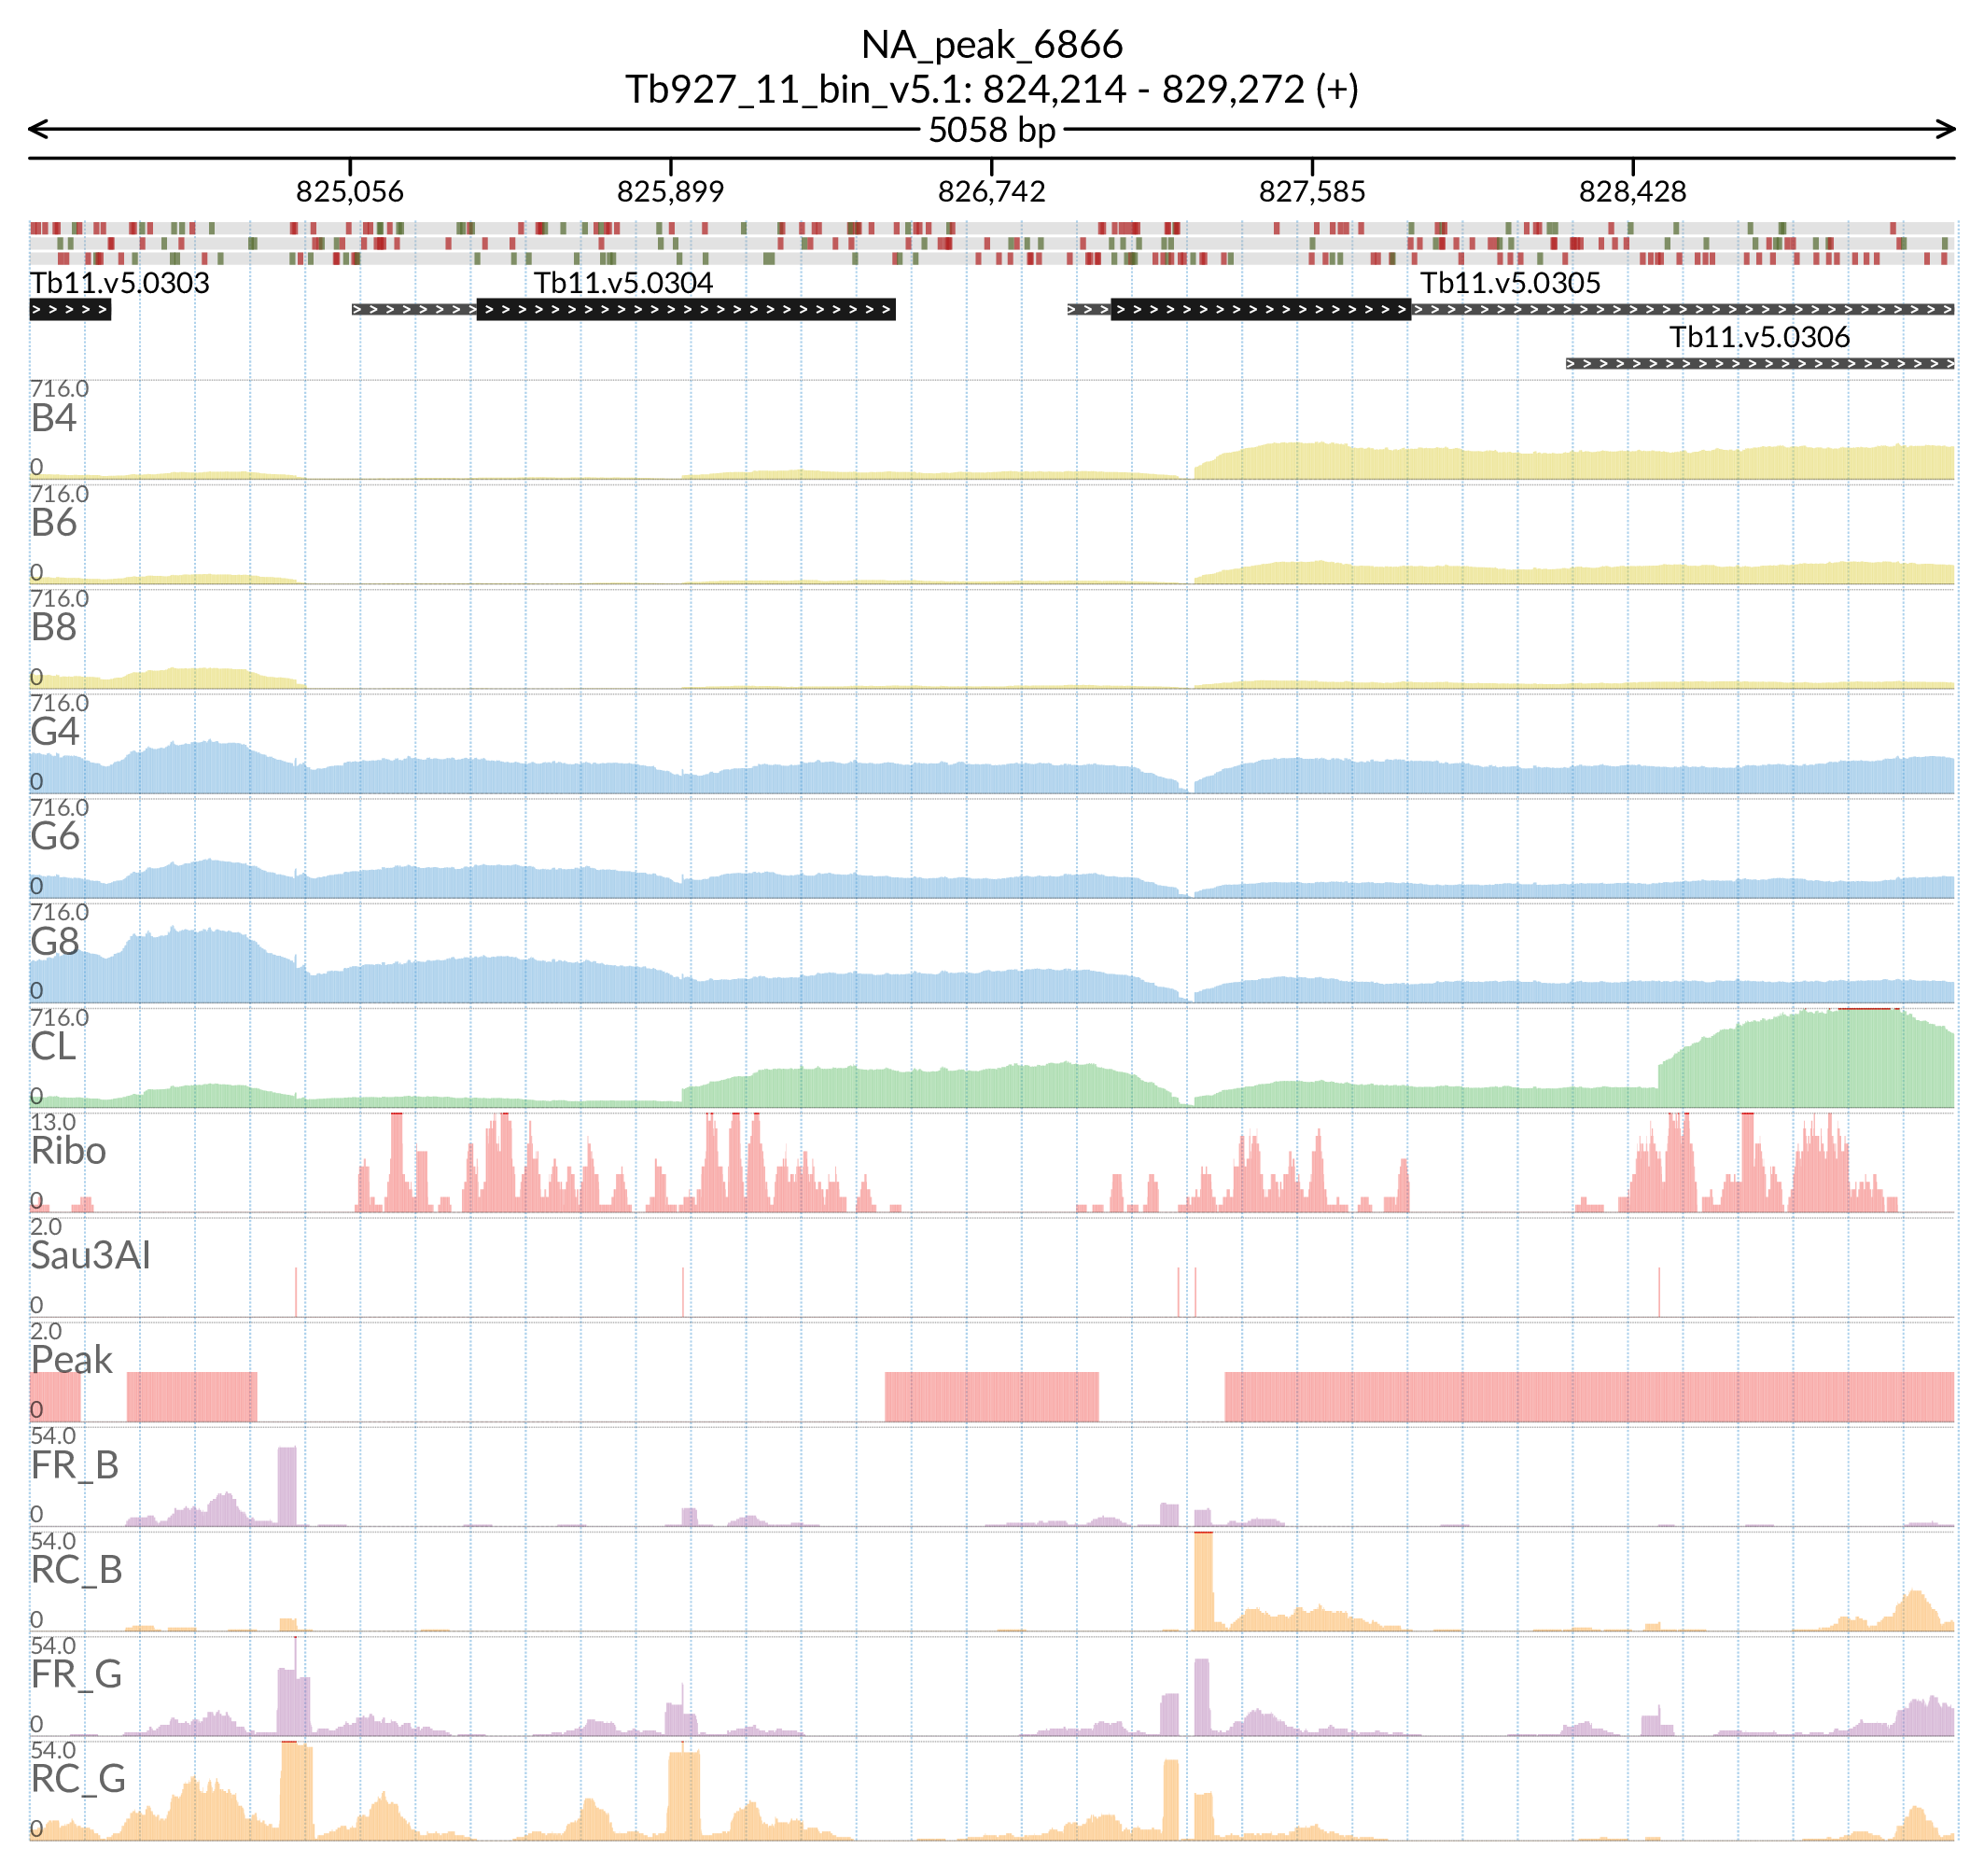 NA_peak_6866
Tb927_11_bin_v5.1: 824,214 - 829,272 (+)
5058 bp
825,056 825,899 826,742 827,585 828,428
Tb11.v5.0303 Tb11.v5.0304 Tb11.v5.0305
Tb11.v5.0306
716.0
B4
0
716.0
B6
0
716.0
B8
0
716.0
G4
0
716.0
G6
0
716.0
G8
0
716.0
CL
0
13.0
Ribo
0
2.0
Sau3AI
0
2.0
Peak
0
54.0
FR_B
0
54.0
RC_B
0
54.0
FR_G
0
54.0
RC_G
0